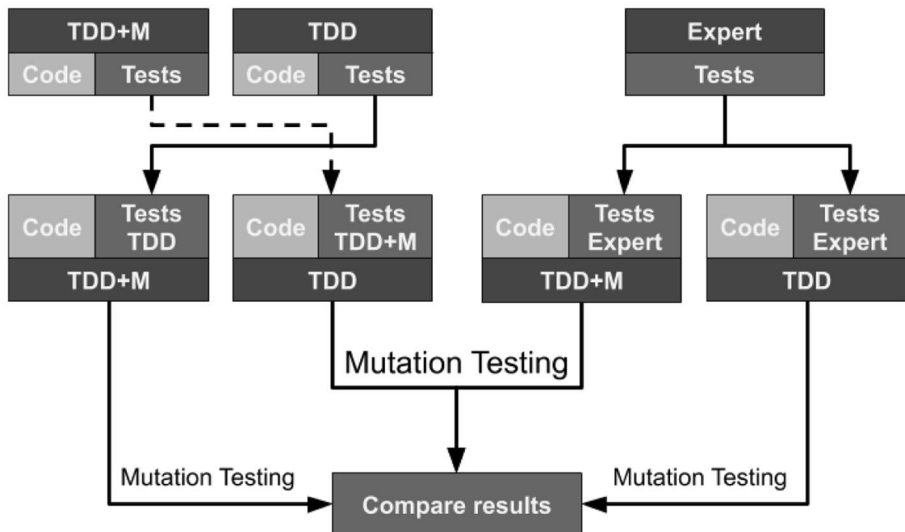 TDD+M
Code Tests
TDD
Code Tests
Expert
Tests
Code
Tests
TDD
TDD+M
Code
Tests
TDD+M
TDD
Code
Tests
Expert
TDD+M
Code
Tests
Expert
TDD
Mutation Testing
Mutation Testing
Mutation Testing
Compare results